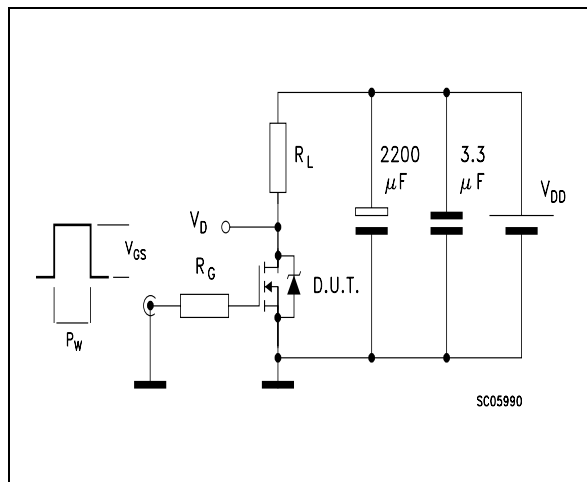 2200
μF
3.3
μF
R_L
V_DD
V_D
V_GS
R_G
D.U.T.
P_W
SC05990